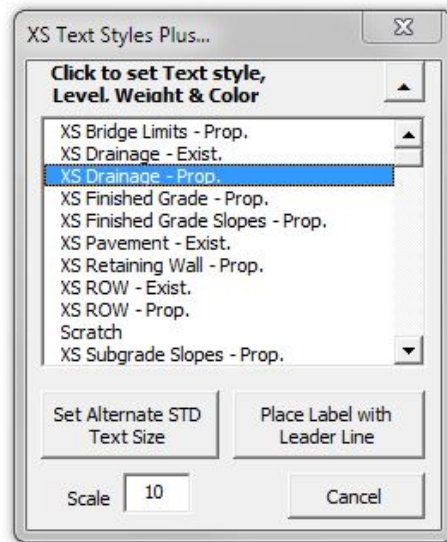 XS Text Styles Plus...
Click to set Text style,
Level, Weight & Color
XS Bridge Limits - Prop.
XS Drainage - Exist.
XS Drainage - Prop.
XS Finished Grade - Prop.
XS Finished Grade Slopes - Prop.
XS Pavement - Exist.
XS Retaining Wall - Prop.
XS ROW - Exist.
XS ROW - Prop.
Scratch
XS Subgrade Slopes - Prop.
Set Alternate STD
Text Size
Place Label with
Leader Line
Scale 10
Cancel